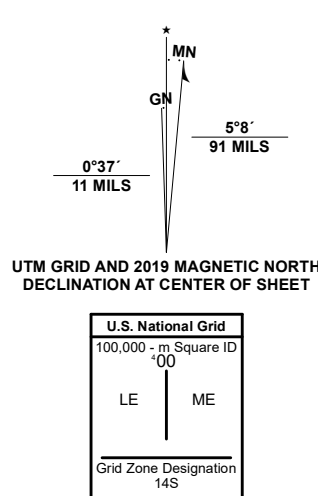 ★
MN
GN
5°8´
91 MILS
0°37´
11 MILS
UTM GRID AND 2019 MAGNETIC NORTH
DECLINATION AT CENTER OF SHEET
U.S. National Grid
100,000 - m Square ID
⁴00
LE ME
Grid Zone Designation
14S